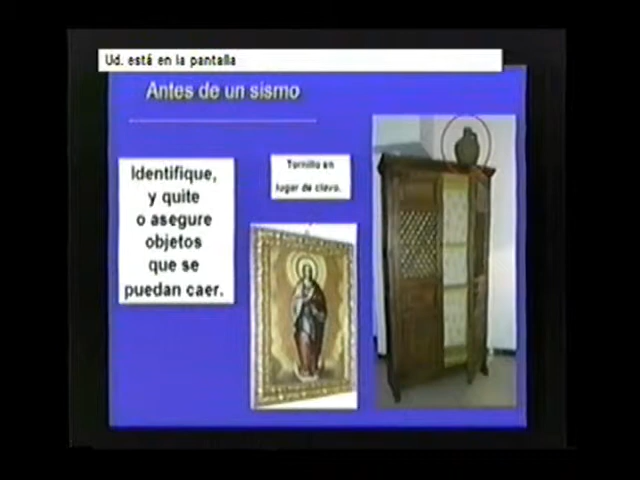 Ud. está en la pantalla
Antes de un sismo
Identifique,
y quite
o asegure
objetos
que se
puedan caer.
Tornillo en
lugar de clavo.